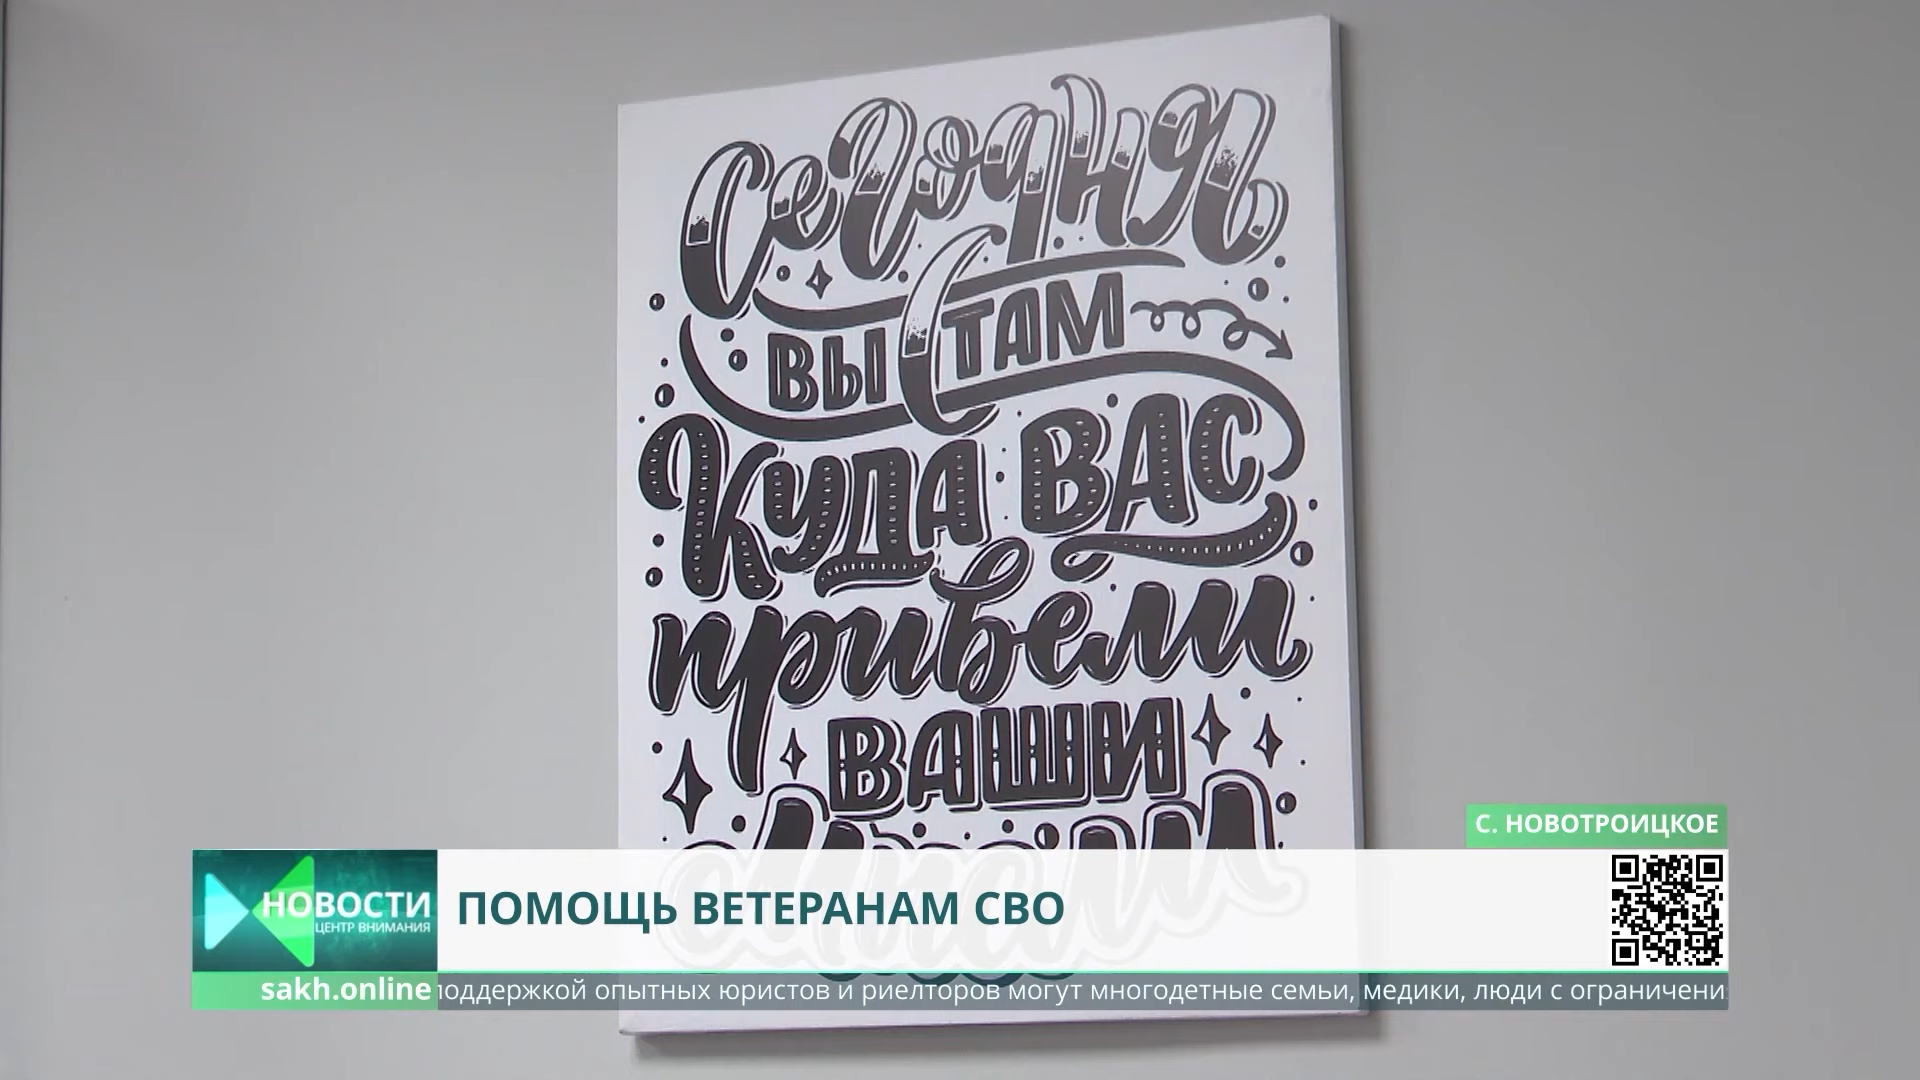 Сегодня
вы там
Куда вас
привели
ваши
С. НОВОТРОИЦКОЕ
НОВОСТИ
ЦЕНТР ВНИМАНИЯ
ПОМОЩЬ ВЕТЕРАНАМ СВО
sakh.online
поддержкой опытных юристов и риелторов могут многодетные семьи, медики, люди с ограничени